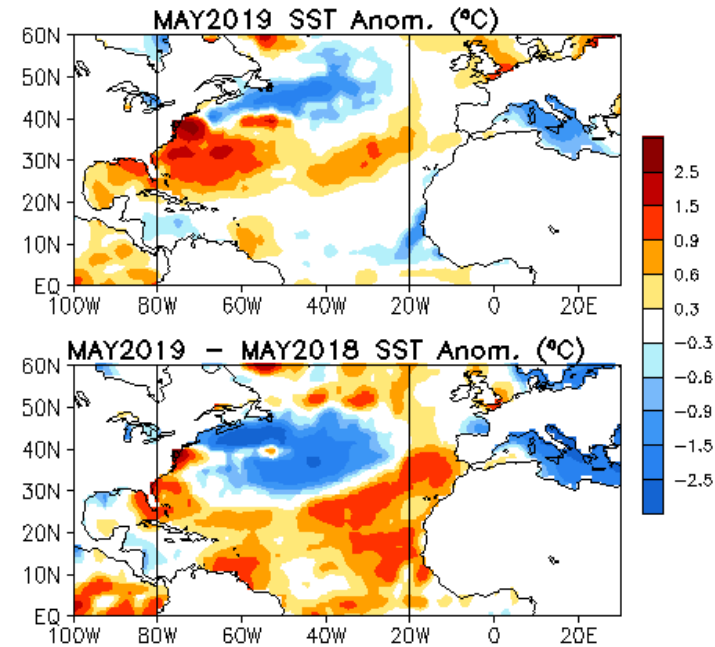 MAY2019 SST Anom. (°C)
60N
50N
40N
30N
20N
10N
EQ
100W 80W 60W 40W 20W 0 20E
MAY2019 – MAY2018 SST Anom. (°C)
60N
50N
40N
30N
20N
10N
EQ
100W 80W 60W 40W 20W 0 20E
2.5
1.5
0.9
0.6
0.3
-0.3
-0.6
-0.9
-1.5
-2.5